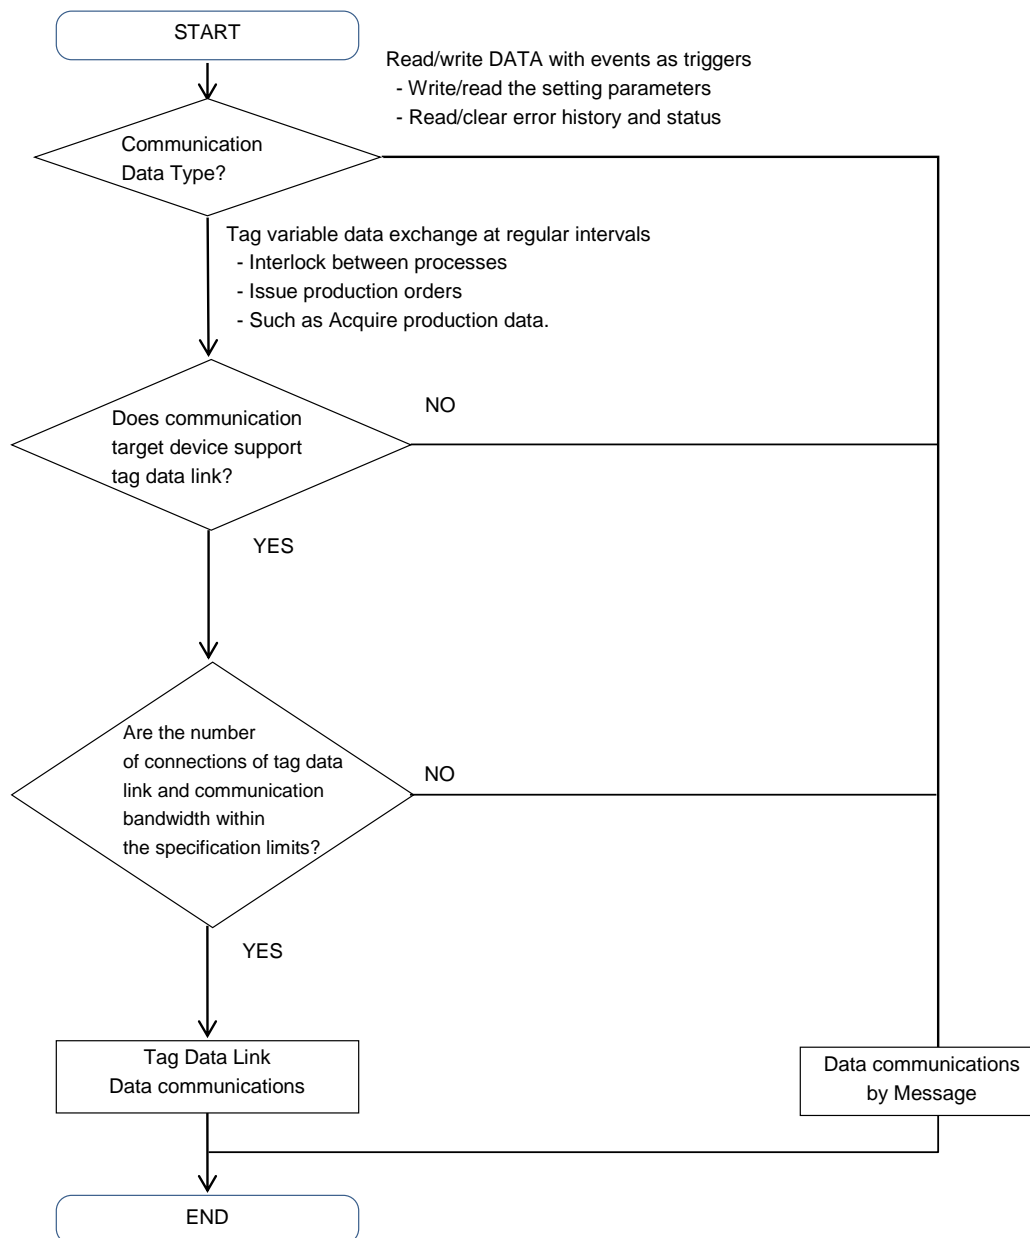 START
Read/write DATA with events as triggers
- Write/read the setting parameters
- Read/clear error history and status
Communication
Data Type?
Tag variable data exchange at regular intervals
- Interlock between processes
- Issue production orders
- Such as Acquire production data.
Does communication
target device support
tag data link?
NO
YES
Are the number
of connections of tag data
link and communication
bandwidth within
the specification limits?
NO
YES
Tag Data Link
Data communications
Data communications
by Message
END